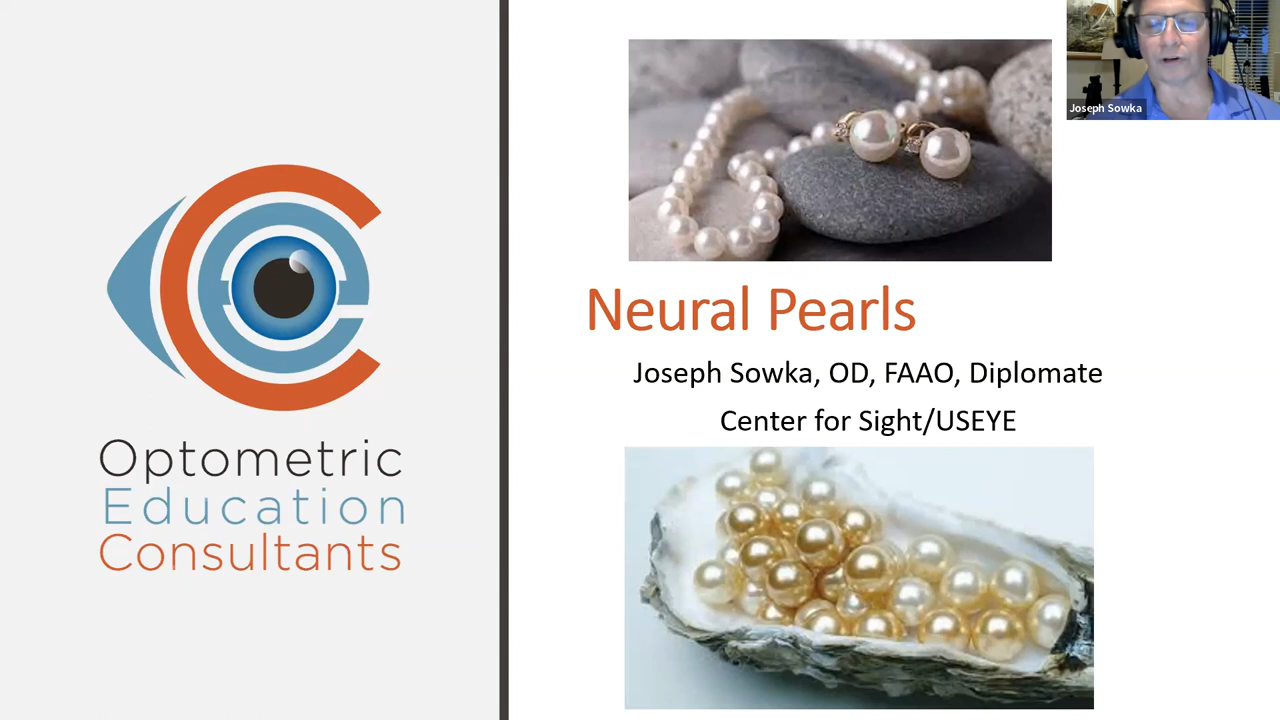 Optometric
Education
Consultants
Neural Pearls
Joseph Sowka, OD, FAAO, Diplomate
Center for Sight/USEYE
Joseph Sowka